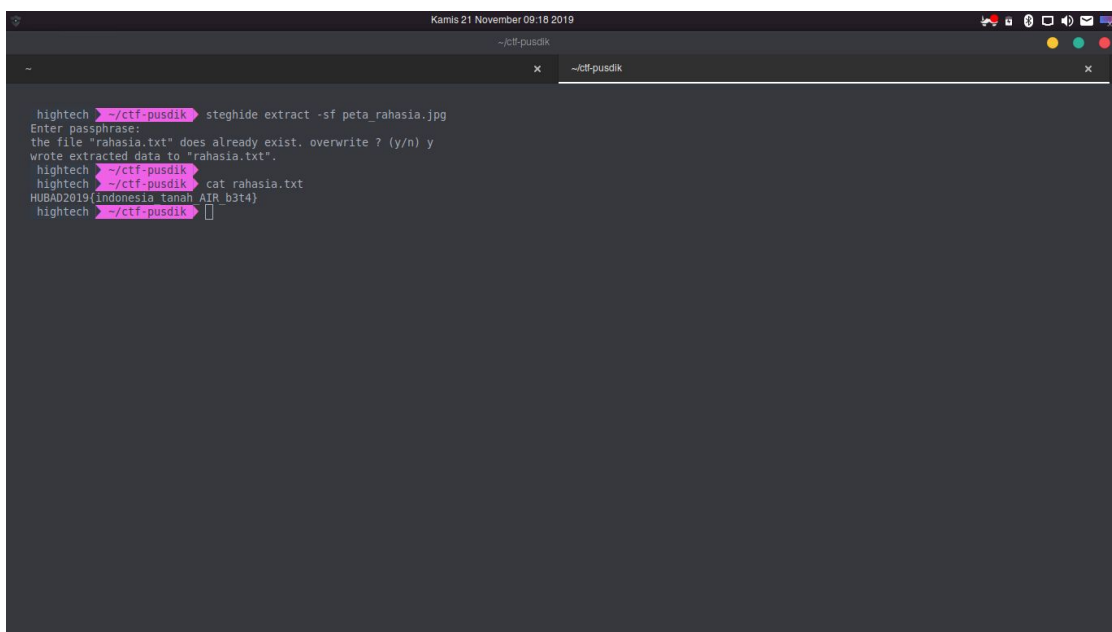 Kamis 21 November 09:18 2019
~/ctf-pusdik
~ × ~/ctf-pusdik ×
hightech ~/ctf-pusdik steghide extract -sf peta_rahasia.jpg
Enter passphrase:
the file "rahasia.txt" does already exist. overwrite ? (y/n) y
wrote extracted data to "rahasia.txt".
hightech ~/ctf-pusdik
hightech ~/ctf-pusdik cat rahasia.txt
HUBAD2019{indonesia_tanah_AIR_b3t4}
hightech ~/ctf-pusdik